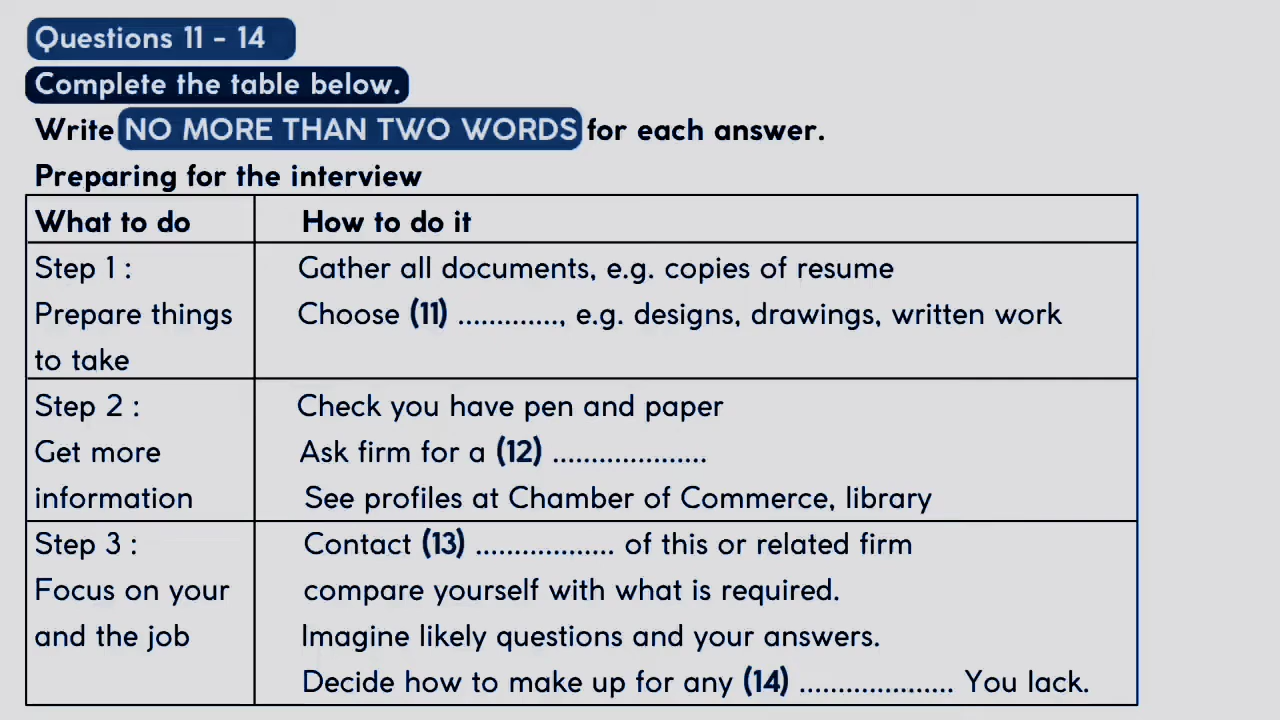 Questions 11 - 14
Complete the table below.
Write NO MORE THAN TWO WORDS for each answer.
Preparing for the interview
What to do
How to do it
Step 1 :
Prepare things
to take
Gather all documents, e.g. copies of resume
Choose (11) ............., e.g. designs, drawings, written work
Step 2 :
Get more
information
Check you have pen and paper
Ask firm for a (12) ....................
See profiles at Chamber of Commerce, library
Step 3 :
Focus on your
and the job
Contact (13) .................. of this or related firm
compare yourself with what is required.
Imagine likely questions and your answers.
Decide how to make up for any (14) .................... You lack.